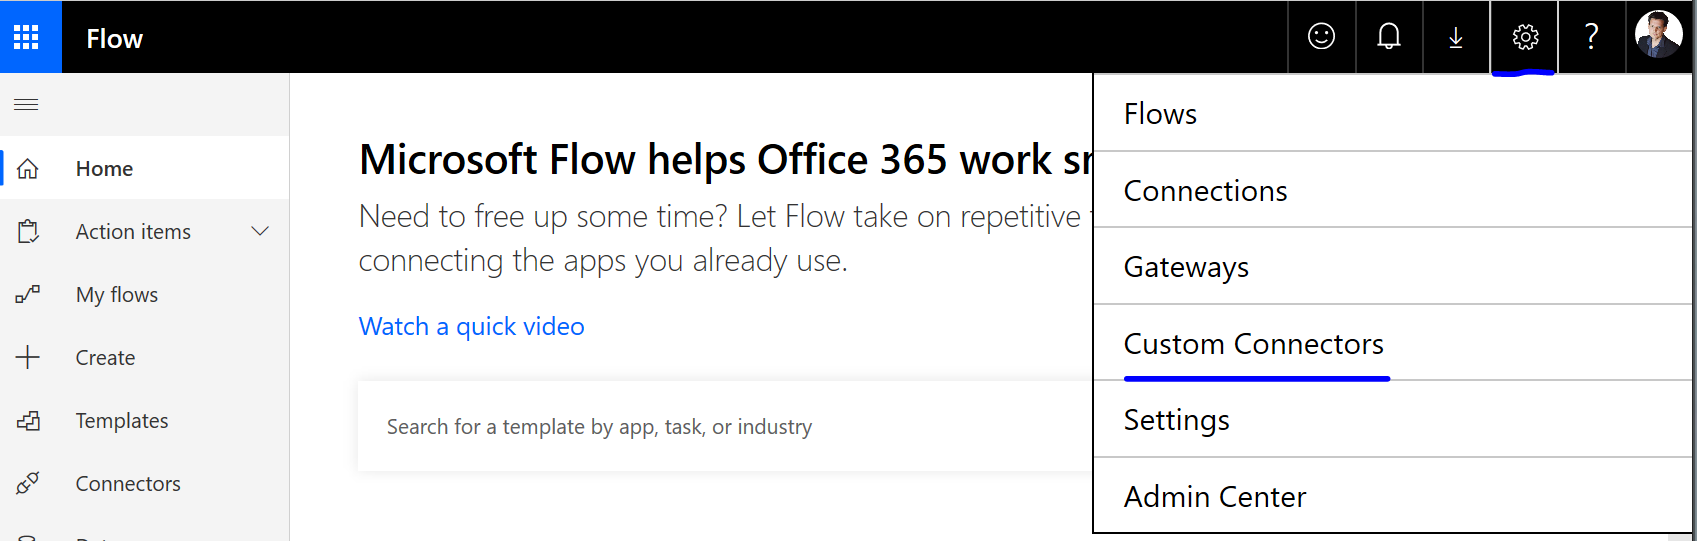 Flow
?
Home
Action items
My flows
Create
Templates
Connectors
Microsoft Flow helps Office 365 work
Need to free up some time? Let Flow take on repetitive
connecting the apps you already use.
Watch a quick video
Search for a template by app, task, or industry
Flows
Connections
Gateways
Custom Connectors
Settings
Admin Center